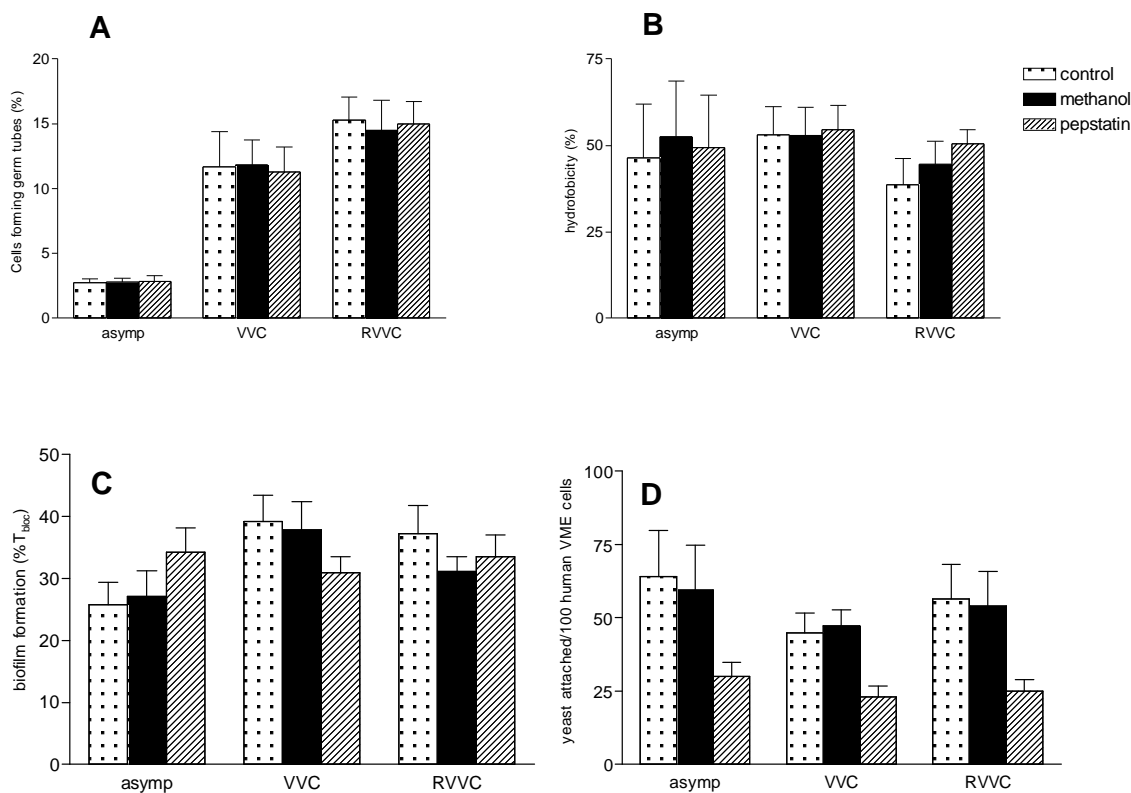 A
Cells forming germ tubes (%)
20
15
10
5
0
asymp VVC RVVC
B
hydrofobicity (%)
75
50
25
0
asymp VVC RVVC
control
methanol
pepstatin
C
biofilm formation (%T_bloc)
50
40
30
20
10
0
asymp VVC RVVC
D
yeast attached/100 human VME cells
100
75
50
25
0
asymp VVC RVVC